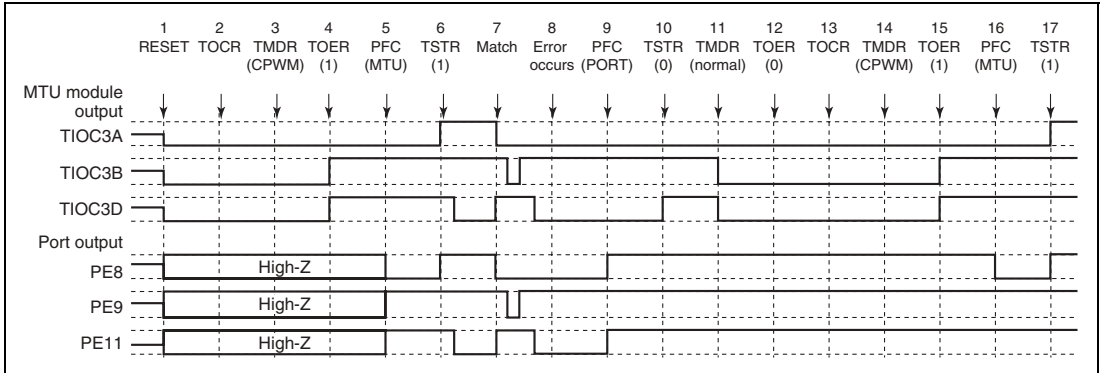 1 2 3 4 5 6 7 8 9 10 11 12 13 14 15 16 17
RESET TOCR TMDR TOER PFC TSTR Match Error PFC TSTR TMDR TOER TOCR TMDR TOER PFC TSTR
(CPWM) (1) (MTU) (1) occurs (PORT) (0) (normal) (0) (CPWM) (1) (MTU) (1)
MTU module
output
TIOC3A
TIOC3B
TIOC3D
Port output
PE8 High-Z
PE9 High-Z
PE11 High-Z